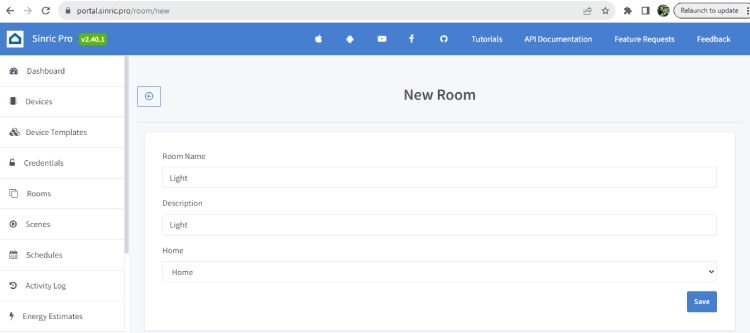 portal.sinric.pro/room/new
Relaunch to update
Sinric Pro v2.40.1 Tutorials API Documentation Feature Requests Feedback
Dashboard
Devices
Device Templates
Credentials
Rooms
Scenes
Schedules
Activity Log
Energy Estimates
New Room
Room Name
Light
Description
Light
Home
Home
Save